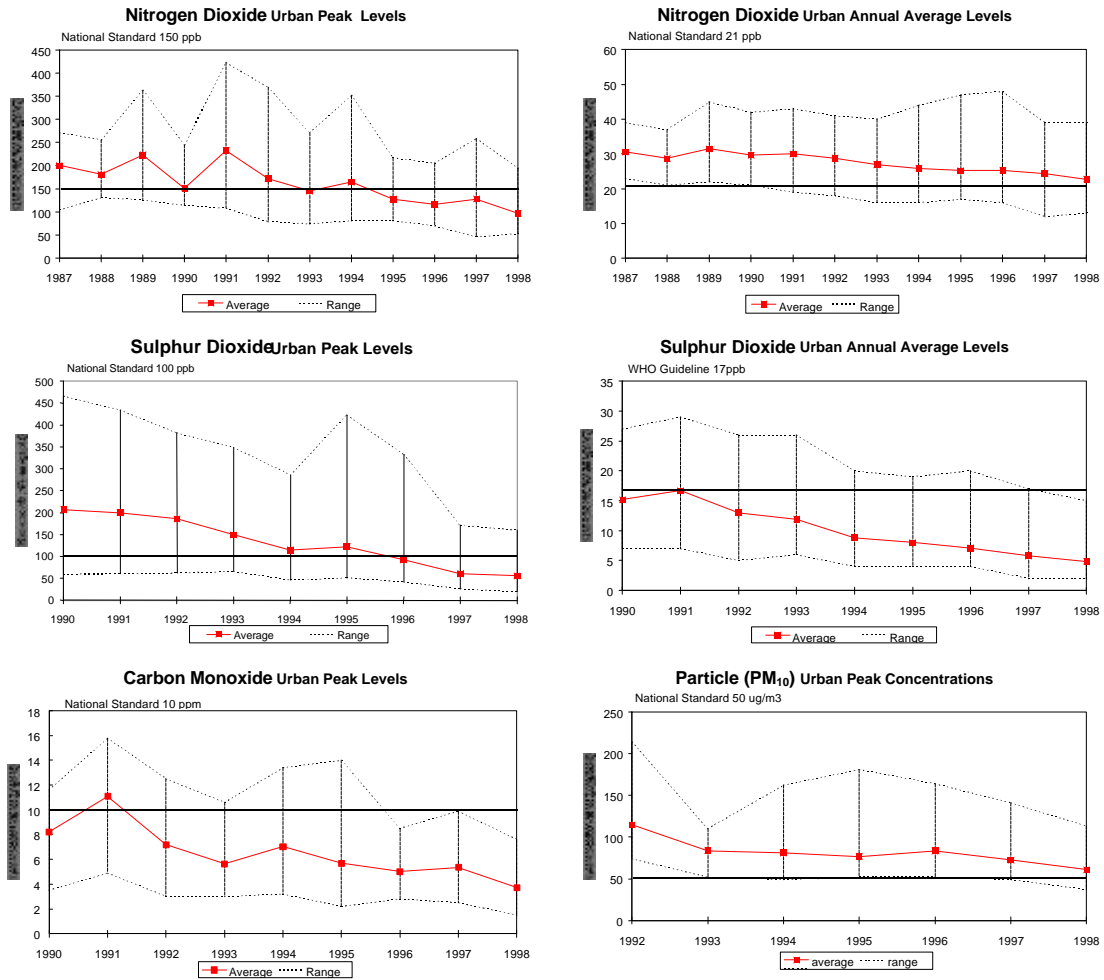 Nitrogen Dioxide Urban Peak Levels
National Standard 150 ppb
450
400
350
300
250
200
150
100
50
0
1987 1988 1989 1990 1991 1992 1993 1994 1995 1996 1997 1998
Average Range
Nitrogen Dioxide Urban Annual Average Levels
National Standard 21 ppb
60
50
40
30
20
10
0
1987 1988 1989 1990 1991 1992 1993 1994 1995 1996 1997 1998
Average Range
Sulphur Dioxide Urban Peak Levels
National Standard 100 ppb
500
450
400
350
300
250
200
150
100
50
0
1990 1991 1992 1993 1994 1995 1996 1997 1998
Average Range
Sulphur Dioxide Urban Annual Average Levels
WHO Guideline 17ppb
35
30
25
20
15
10
5
0
1990 1991 1992 1993 1994 1995 1996 1997 1998
Average Range
Carbon Monoxide Urban Peak Levels
National Standard 10 ppm
18
16
14
12
10
8
6
4
2
0
1990 1991 1992 1993 1994 1995 1996 1997 1998
Average Range
Particle (PM₁₀) Urban Peak Concentrations
National Standard 50 ug/m3
250
200
150
100
50
0
1992 1993 1994 1995 1996 1997 1998
average range